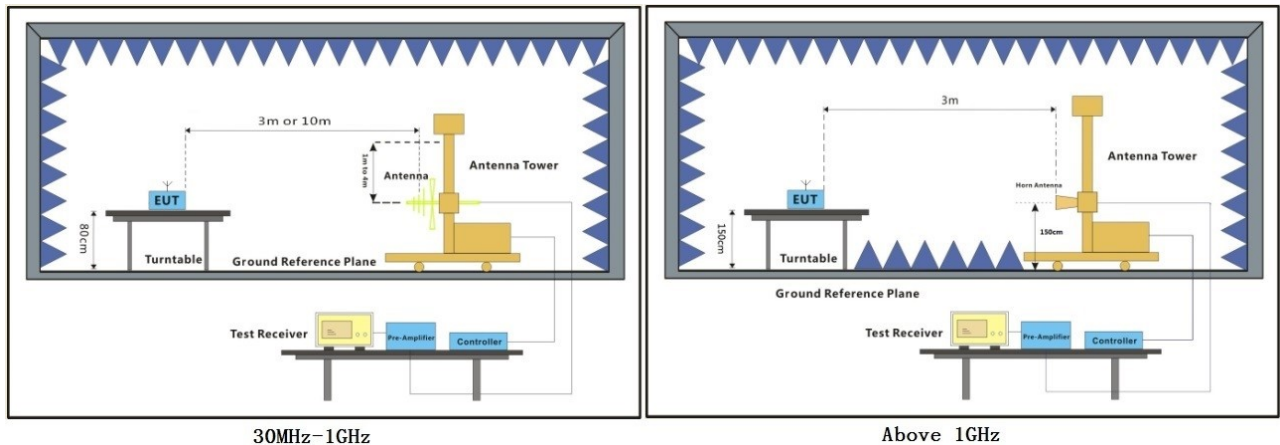 3m or 10m
1m to 4m
Antenna
Antenna Tower
EUT
80cm
Turntable
Ground Reference Plane
Test Receiver
Pre-Amplifier
Controller
30MHz-1GHz
3m
Antenna Tower
Horn Antenna
EUT
150cm
150cm
Turntable
Ground Reference Plane
Test Receiver
Pre-Amplifier
Controller
Above 1GHz